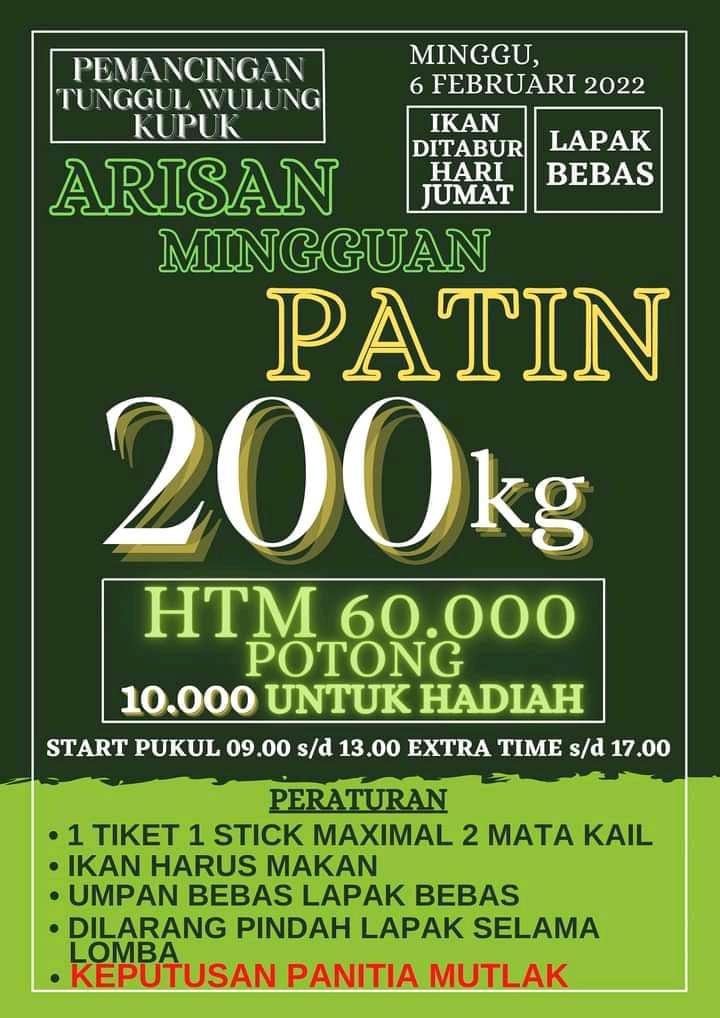 PEMANCINGAN
TUNGGUL WULUNG
KUPUK
MINGGU,
6 FEBRUARI 2022
IKAN
DITABUR
HARI
JUMAT
LAPAK
BEBAS
ARISAN
MINGGUAN
PATIN
200kg
HTM 60.000
POTONG
10.000 UNTUK HADIAH
START PUKUL 09.00 s/d 13.00 EXTRA TIME s/d 17.00
PERATURAN
• 1 TIKET 1 STICK MAXIMAL 2 MATA KAIL
• IKAN HARUS MAKAN
• UMPAN BEBAS LAPAK BEBAS
• DILARANG PINDAH LAPAK SELAMA
LOMBA
• KEPUTUSAN PANITIA MUTLAK